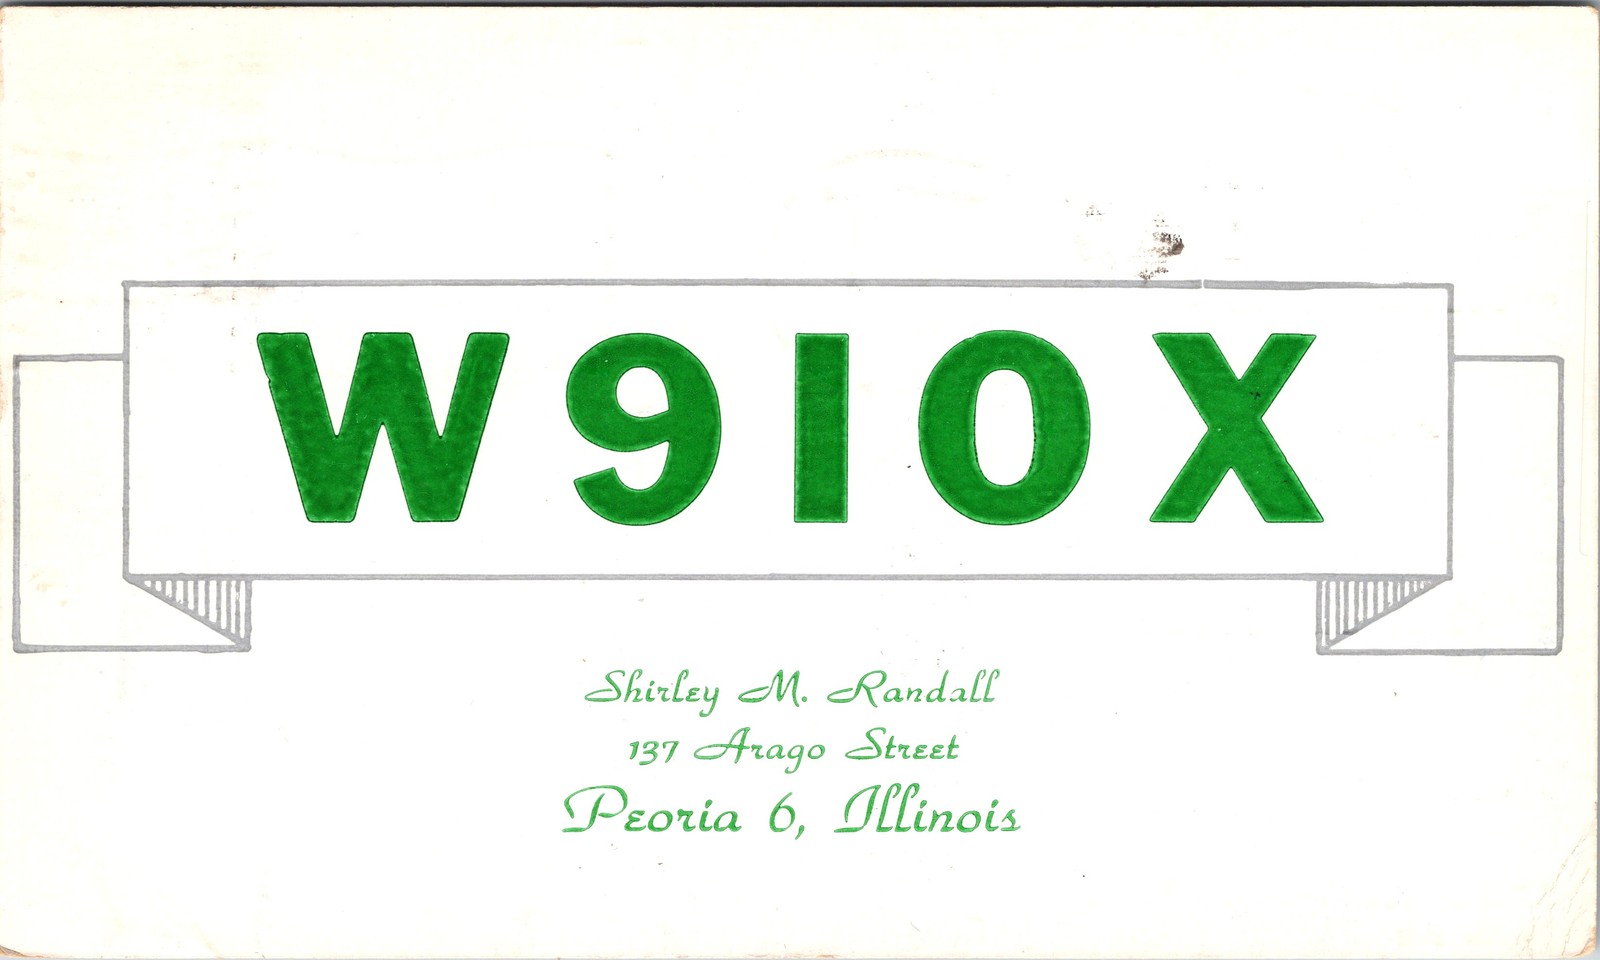 W9IOX
Shirley M. Randall
137 Arago Street
Peoria 6, Illinois